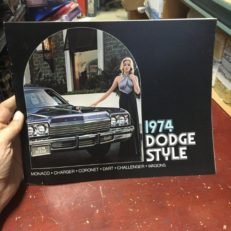 1974
DODGE
STYLE
MONACO • CHARGER • CORONET • DART • CHALLENGER • WAGONS